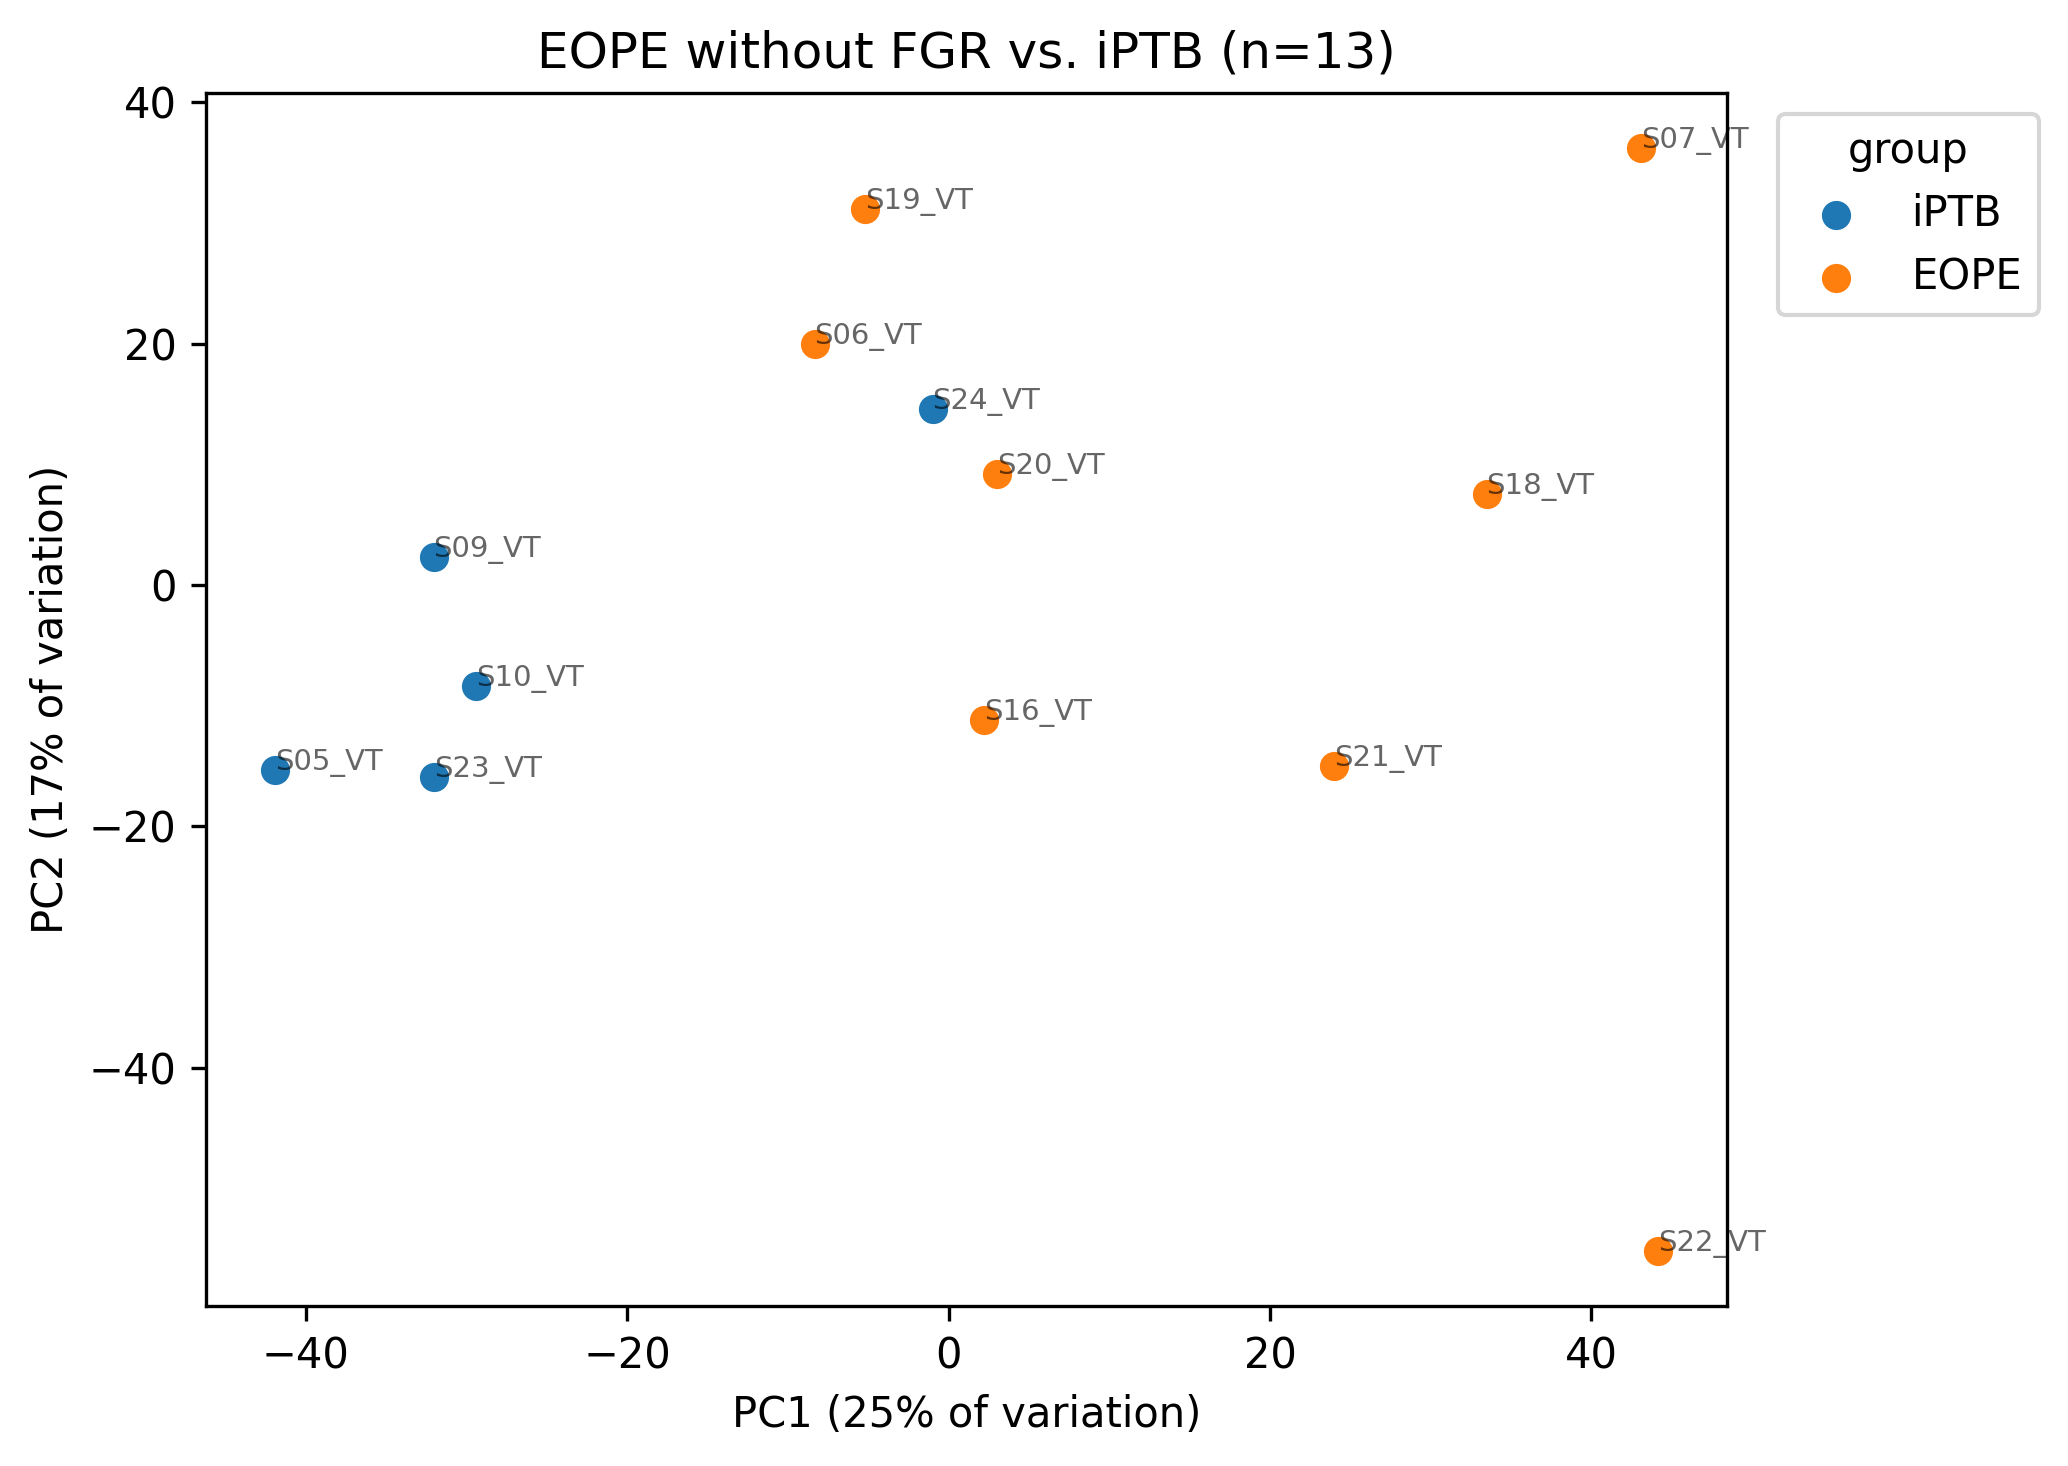 EOPE without FGR vs. iPTB (n=13)
40
20
0
−20
−40
PC2 (17% of variation)
S07_VT
S19_VT
S06_VT
S24_VT
S20_VT
S18_VT
S09_VT
S10_VT
S16_VT
S05_VT
S23_VT
S21_VT
S22_VT
−40
−20
0
20
40
PC1 (25% of variation)
group
iPTB
EOPE